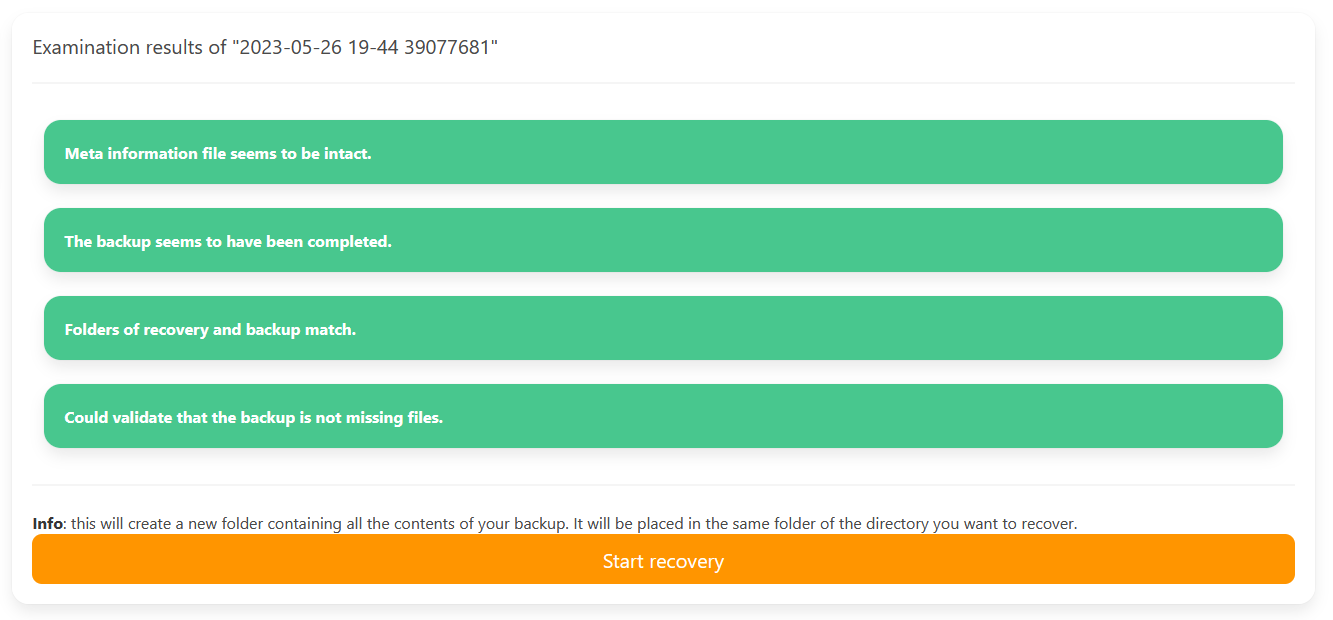 Examination results of "2023-05-26 19-44 39077681"
Meta information file seems to be intact.
The backup seems to have been completed.
Folders of recovery and backup match.
Could validate that the backup is not missing files.
Info: this will create a new folder containing all the contents of your backup. It will be placed in the same folder of the directory you want to recover.
Start recovery